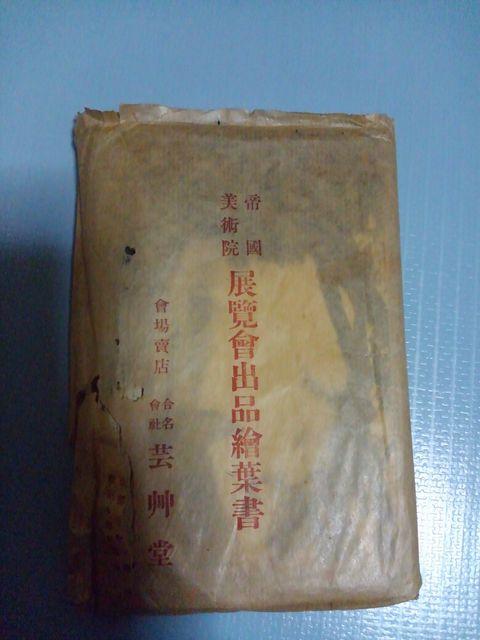 帝國
美術院
展覽會出品繪葉書
會場賣店
合名
會社
芸艸堂